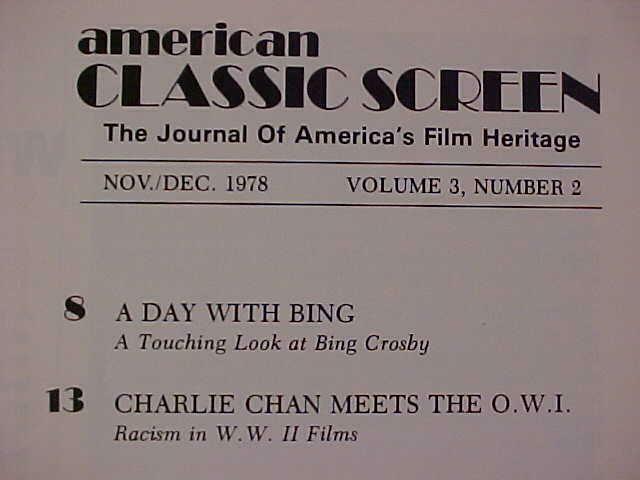 american
CLASSIC SCREEN
The Journal Of America's Film Heritage
NOV./DEC. 1978 VOLUME 3, NUMBER 2
8 A DAY WITH BING
A Touching Look at Bing Crosby
13 CHARLIE CHAN MEETS THE O.W.I.
Racism in W.W. II Films